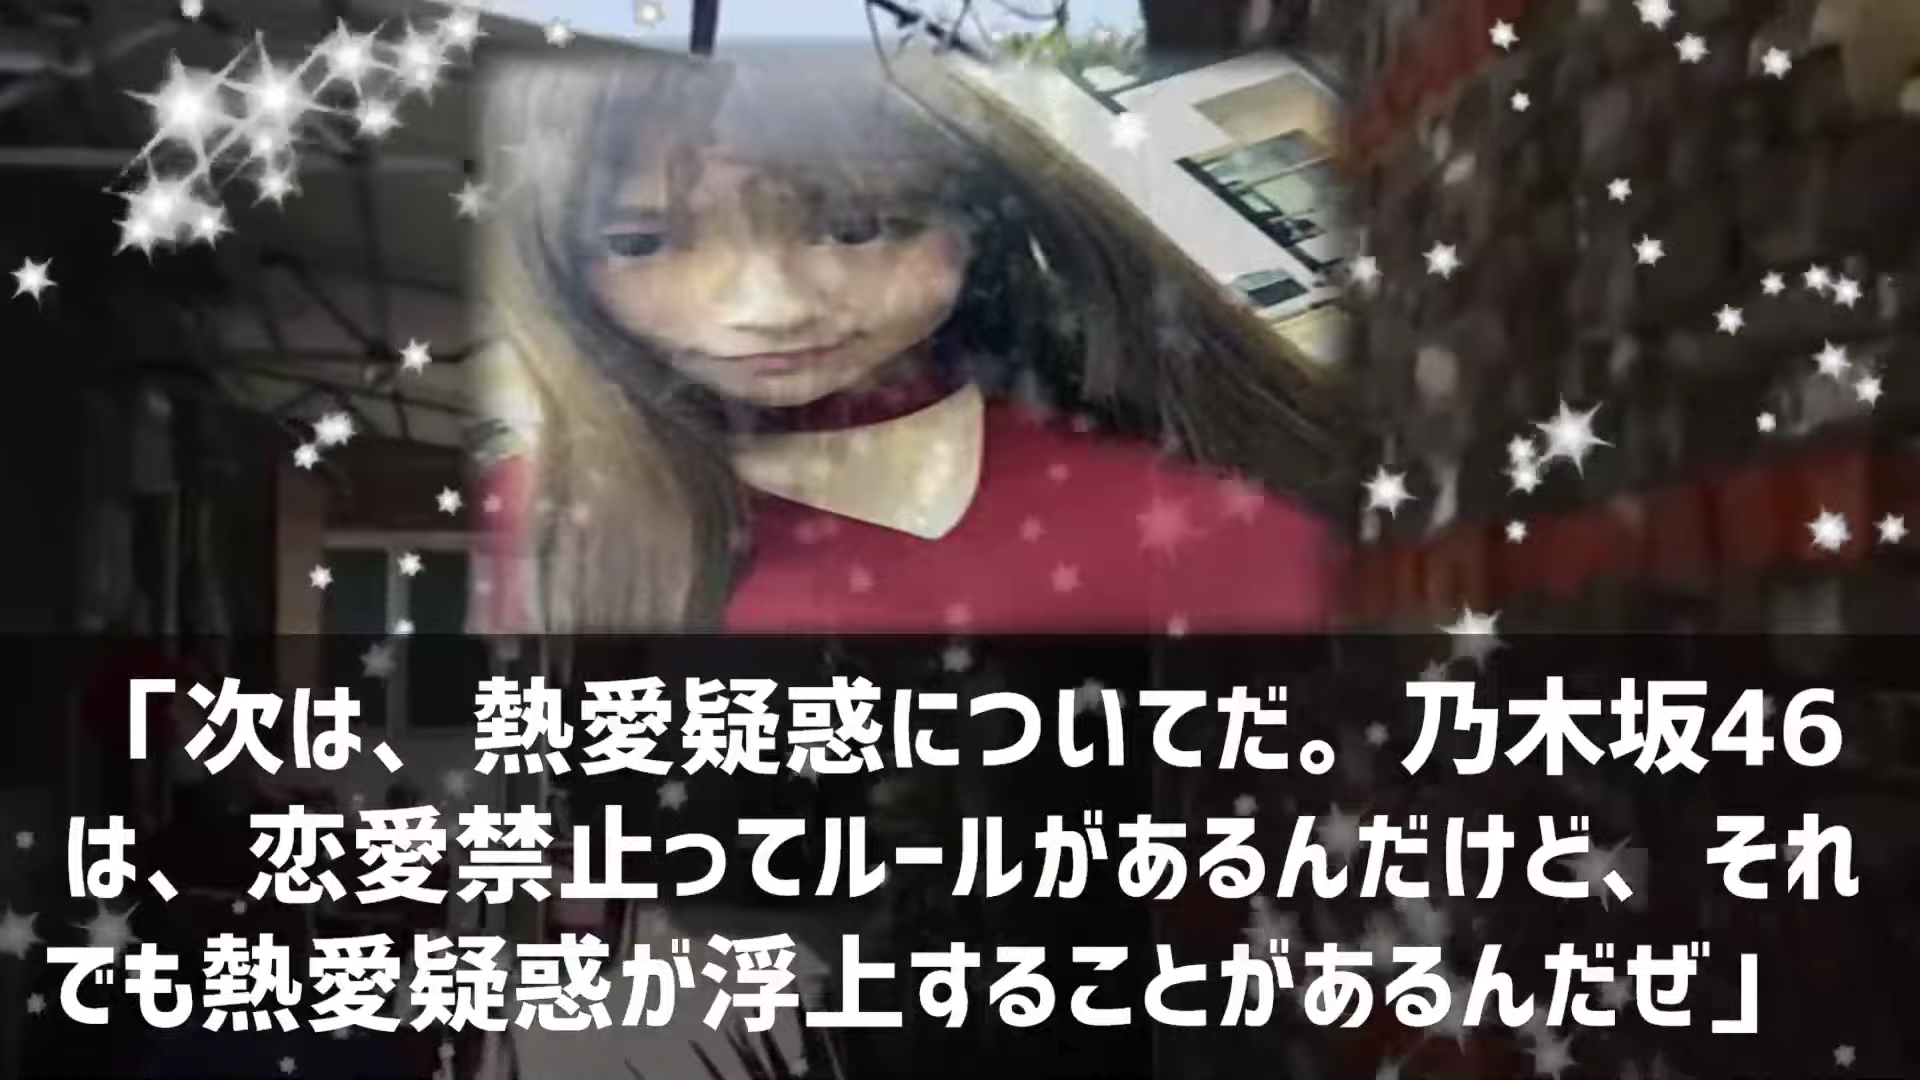 「次は、熱愛疑惑についてだ。乃木坂46
は、恋愛禁止ってルールがあるんだけど、それ
でも熱愛疑惑が浮上することがあるんだぜ」